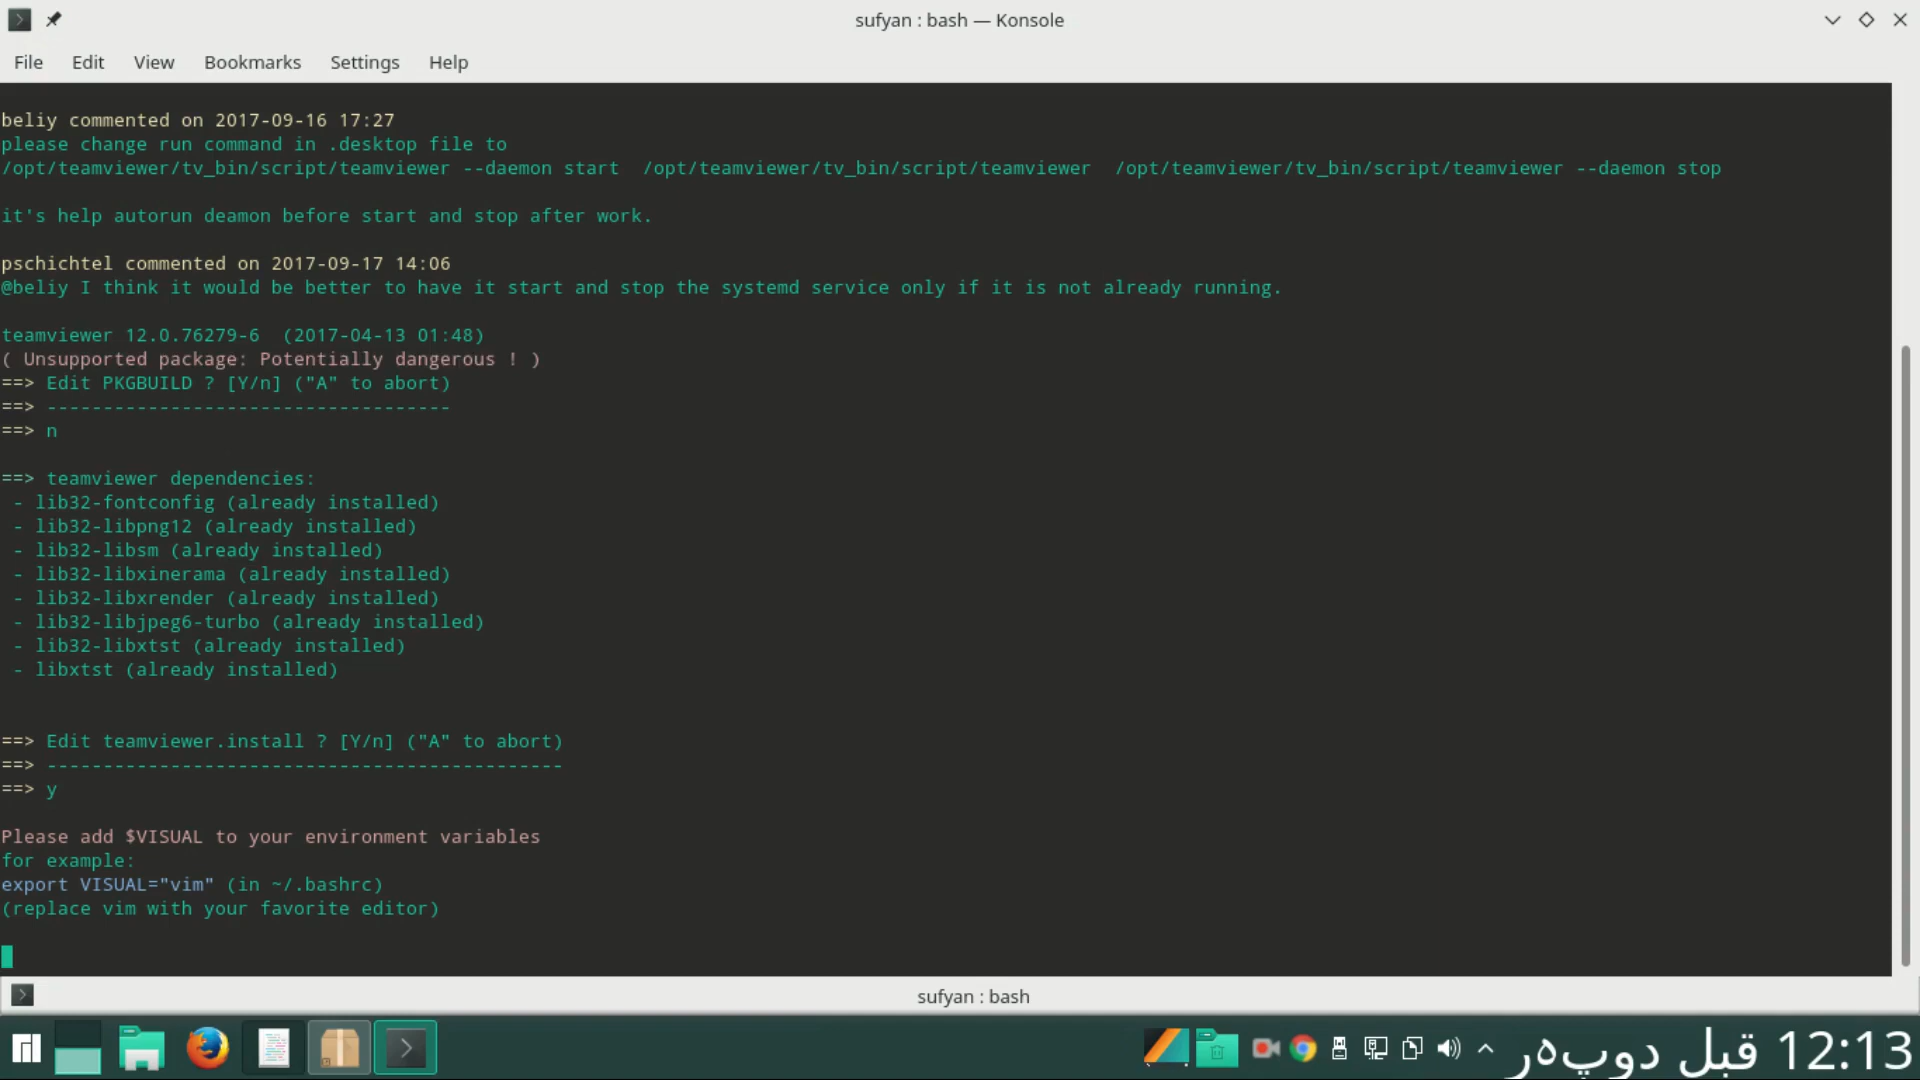 sufyan : bash — Konsole
File Edit View Bookmarks Settings Help
beliy commented on 2017-09-16 17:27
please change run command in .desktop file to
/opt/teamviewer/tv_bin/script/teamviewer --daemon start  /opt/teamviewer/tv_bin/script/teamviewer  /opt/teamviewer/tv_bin/script/teamviewer --daemon stop
it's help autorun deamon before start and stop after work.
pschichtel commented on 2017-09-17 14:06
@beliy I think it would be better to have it start and stop the systemd service only if it is not already running.
teamviewer 12.0.76279-6  (2017-04-13 01:48)
( Unsupported package: Potentially dangerous ! )
==> Edit PKGBUILD ? [Y/n] ("A" to abort)
==> ------------------------------------
==> n
==> teamviewer dependencies:
- lib32-fontconfig (already installed)
- lib32-libpng12 (already installed)
- lib32-libsm (already installed)
- lib32-libxinerama (already installed)
- lib32-libxrender (already installed)
- lib32-libjpeg6-turbo (already installed)
- lib32-libxtst (already installed)
- libxtst (already installed)
==> Edit teamviewer.install ? [Y/n] ("A" to abort)
==> ----------------------------------------------
==> y
Please add $VISUAL to your environment variables
for example:
export VISUAL="vim" (in ~/.bashrc)
(replace vim with your favorite editor)
sufyan : bash
12:13 قبل دوپہر